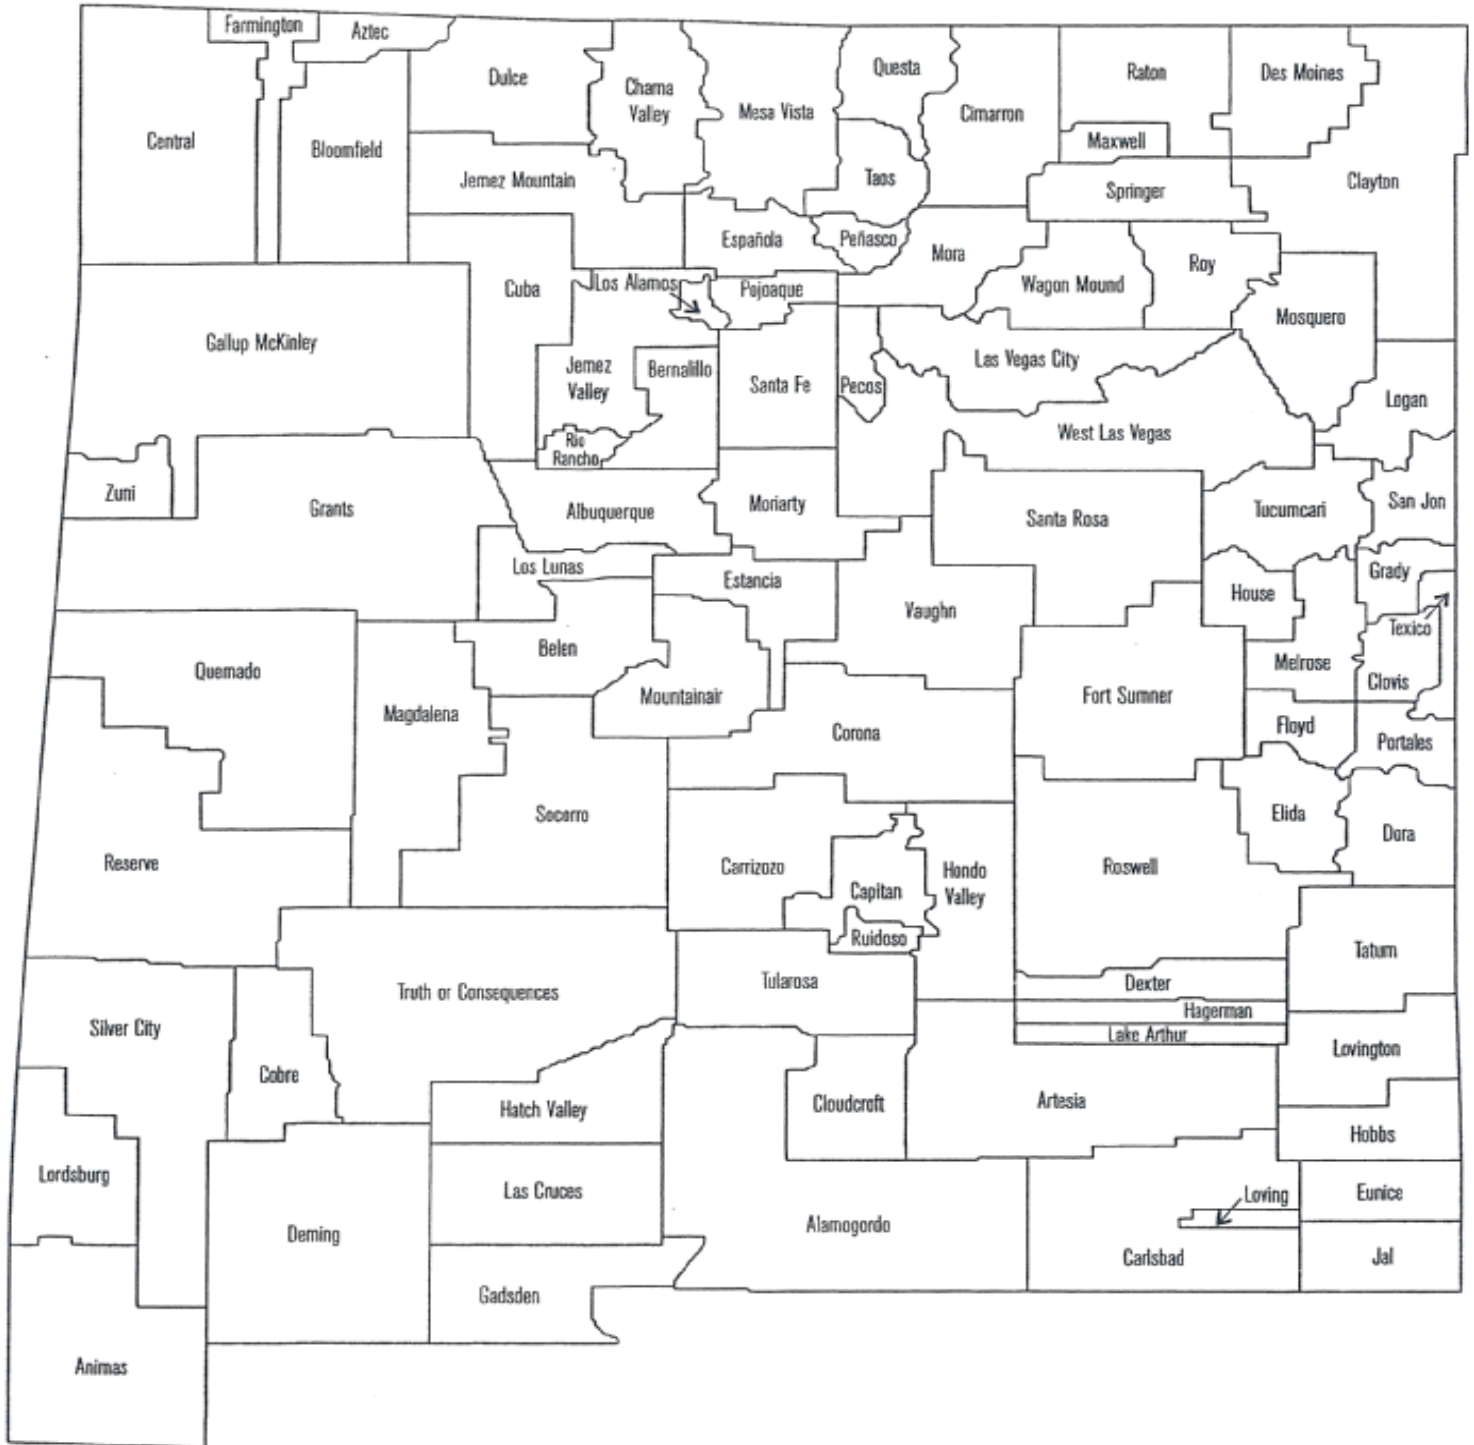 Farmington
Aztec
Dulce
Chama
Valley
Mesa Vista
Questa
Cimarron
Raton
Des Moines
Central
Bloomfield
Maxwell
Jemez Mountain
Taos
Springer
Clayton
Española
Peñasco
Mora
Cuba
Los Alamos
Pojoaque
Wagon Mound
Roy
Mosquero
Gallup McKinley
Jemez
Valley
Bernalillo
Santa Fe
Pecos
Las Vegas City
Logan
Rio
Rancho
West Las Vegas
Zuni
Grants
Albuquerque
Moriarty
Santa Rosa
Tucumcari
San Jon
Los Lunas
Estancia
Vaughn
House
Grady
Texico
Belen
Quemado
Mountainair
Fort Sumner
Melrose
Clovis
Magdalena
Corona
Floyd
Portales
Socorro
Elida
Dora
Reserve
Carrizozo
Capitan
Hondo
Valley
Roswell
Ruidoso
Tatum
Truth or Consequences
Tularosa
Dexter
Hagerman
Lake Arthur
Silver City
Cobre
Lovington
Hatch Valley
Cloudcroft
Artesia
Hobbs
Lordsburg
Las Cruces
Loving
Eunice
Deming
Alamogordo
Carlsbad
Jal
Gadsden
Animas